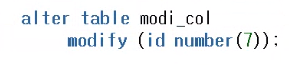 alter table modi_col
modify (id number(7));